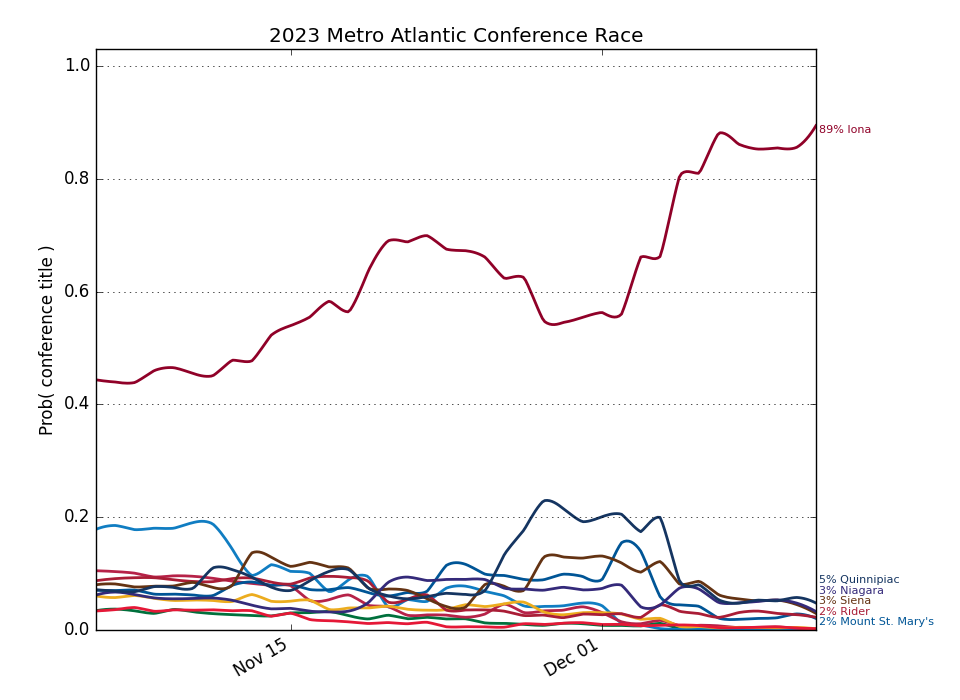 2023 Metro Atlantic Conference Race
Prob( conference title )
1.0
0.8
0.6
0.4
0.2
0.0
Nov 15
Dec 01
89% Iona
5% Quinnipiac
3% Niagara
3% Siena
2% Rider
2% Mount St. Mary's